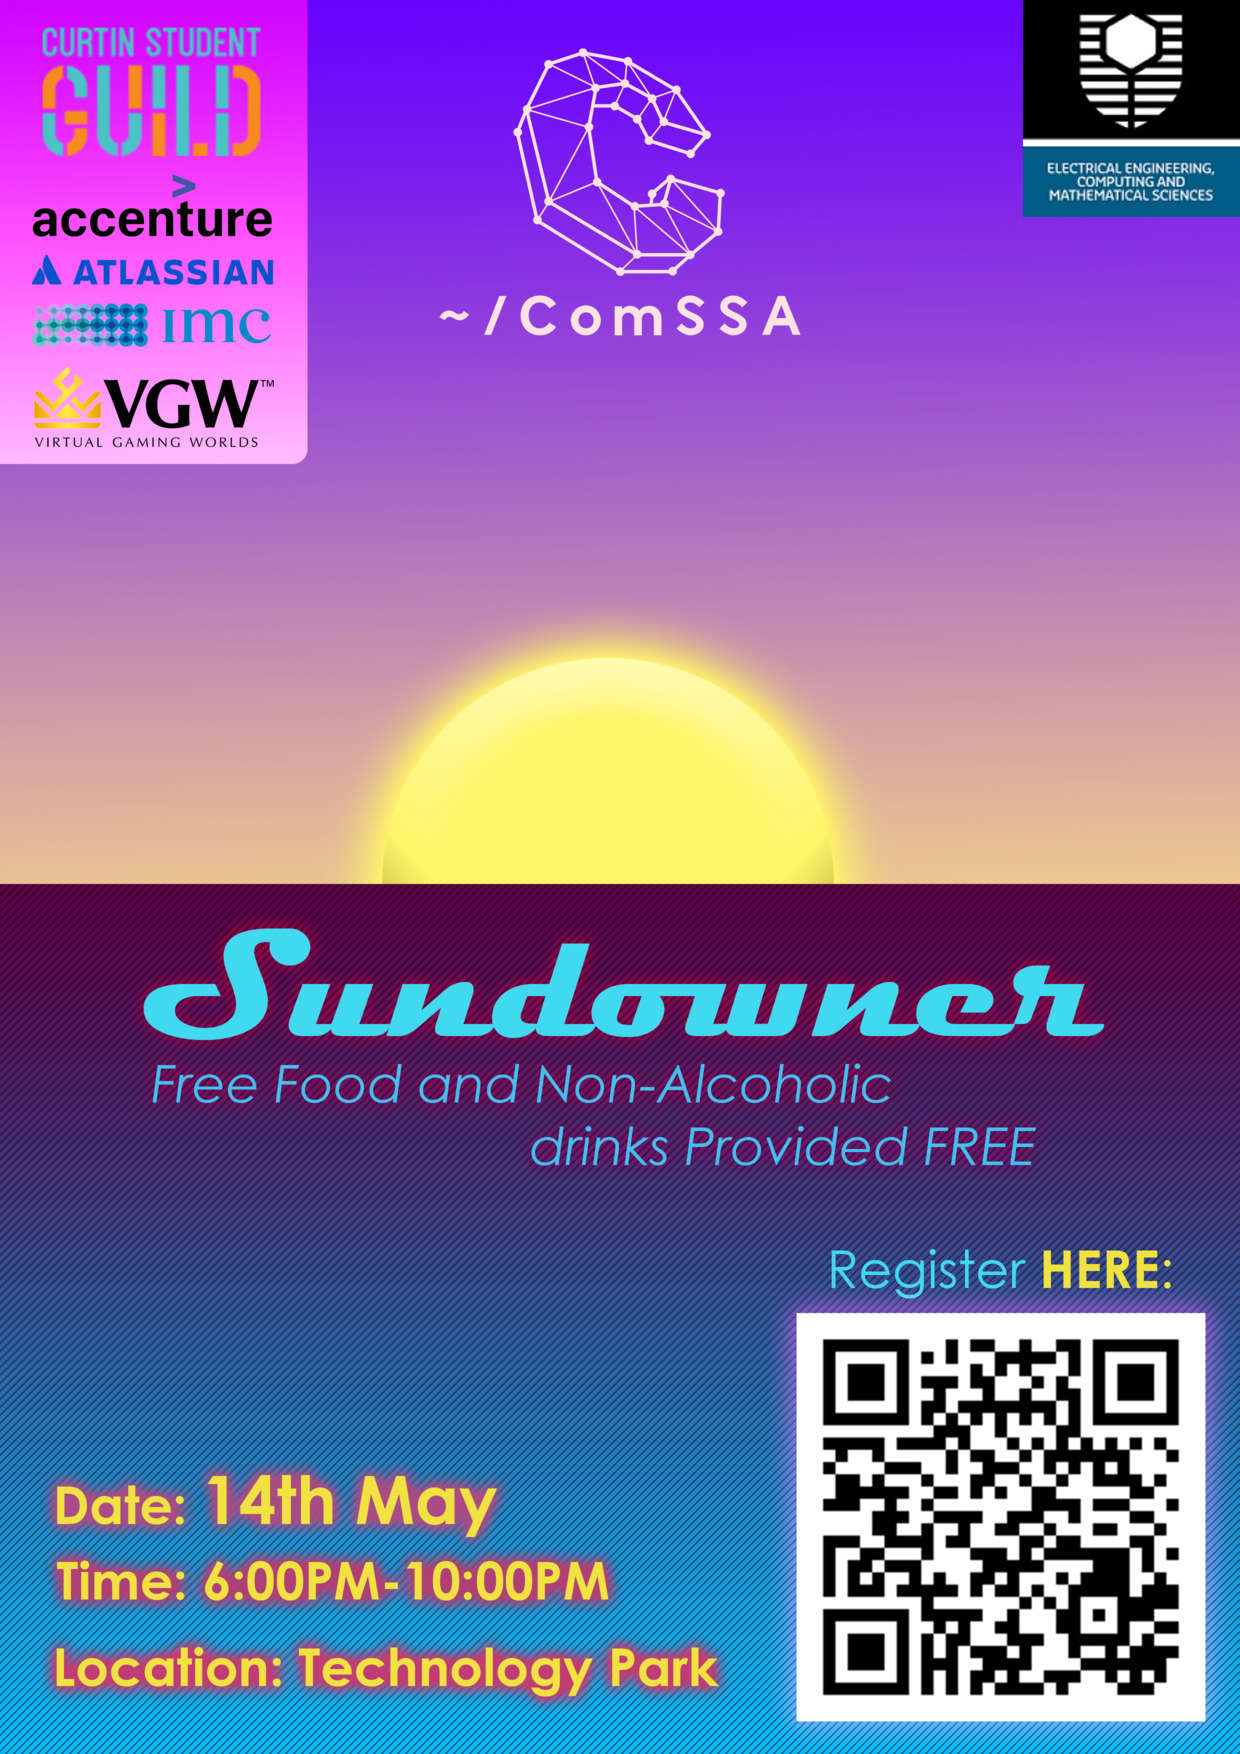 CURTIN STUDENT
GUILD
>
accenture
ATLASSIAN
IMC
VGW™
VIRTUAL GAMING WORLDS
~/ComSSA
ELECTRICAL ENGINEERING,
COMPUTING AND
MATHEMATICAL SCIENCES
Sundowner
Free Food and Non-Alcoholic
drinks Provided FREE
Register HERE:
Date: 14th May
Time: 6:00PM-10:00PM
Location: Technology Park